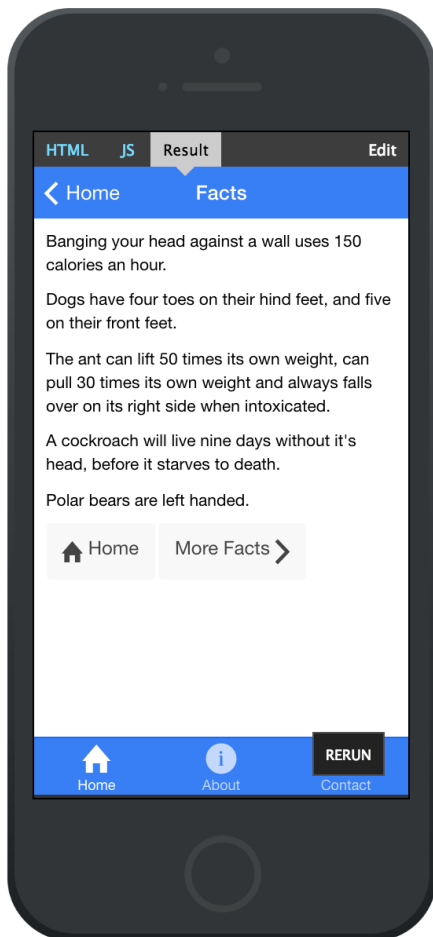 HTML JS Result Edit
Home Facts
Banging your head against a wall uses 150
calories an hour.
Dogs have four toes on their hind feet, and five
on their front feet.
The ant can lift 50 times its own weight, can
pull 30 times its own weight and always falls
over on its right side when intoxicated.
A cockroach will live nine days without it's
head, before it starves to death.
Polar bears are left handed.
Home More Facts
RERUN
Home About Contact